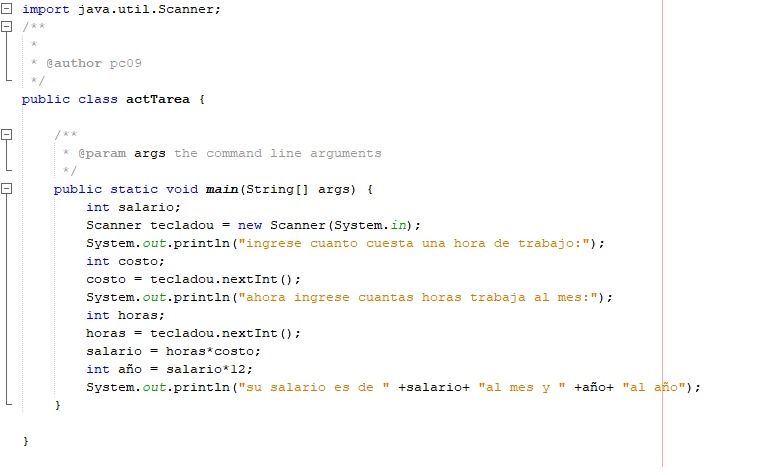 import java.util.Scanner;
/**
 *
 * @author pc09
 */
public class actTarea {

    /**
     * @param args the command line arguments
     */
    public static void main(String[] args) {
        int salario;
        Scanner tecladou = new Scanner(System.in);
        System.out.println("ingrese cuanto cuesta una hora de trabajo:");
        int costo;
        costo = tecladou.nextInt();
        System.out.println("ahora ingrese cuantas horas trabaja al mes:");
        int horas;
        horas = tecladou.nextInt();
        salario = horas*costo;
        int año = salario*12;
        System.out.println("su salario es de " +salario+ "al mes y " +año+ "al año");
    }

}